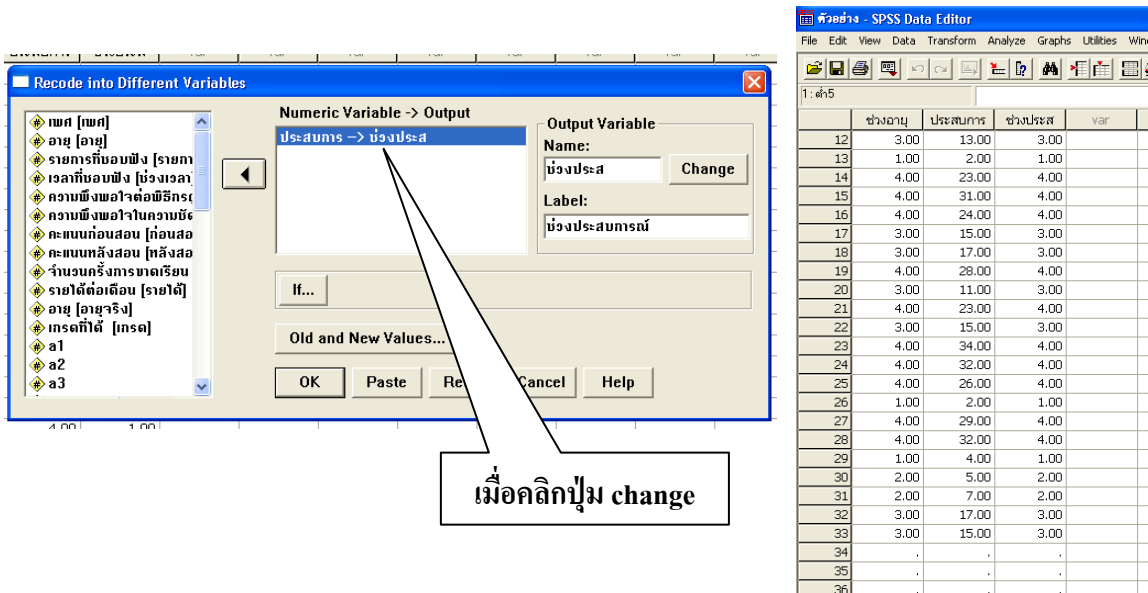 Recode into Different Variables
เพศ [เพศ]
อายุ [อายุ]
รายการที่ชอบฟัง [รายกา
เวลาที่ชอบฟัง [ช่วงเวลา]
ความพึงพอใจต่อพิธีกร(
ความพึงพอใจในความชัด
คะแนนก่อนสอน [ก่อนสอ
คะแนนหลังสอน [หลังสอ
จำนวนครั้งการขาดเรียน
รายได้ต่อเดือน [รายได้]
อายุ [อายุจริง]
เกรดที่ได้ [เกรด]
a1
a2
a3
Numeric Variable -> Output
ประสบการ –> ช่วงประส
Output Variable
Name:
ช่วงประส
Change
Label:
ช่วงประสบการณ์
If...
Old and New Values...
OK Paste Re Cancel Help
4.00 1.00
เมื่อคลิกปุ่ม change
ตัวอย่าง - SPSS Data Editor
File Edit View Data Transform Analyze Graphs Utilities Win
1 : ต่ำ5
ช่วงอายุ ประสบการ ช่วงประส var
12 3.00 13.00 3.00
13 1.00 2.00 1.00
14 4.00 23.00 4.00
15 4.00 31.00 4.00
16 4.00 24.00 4.00
17 3.00 15.00 3.00
18 3.00 17.00 3.00
19 4.00 28.00 4.00
20 3.00 11.00 3.00
21 4.00 23.00 4.00
22 3.00 15.00 3.00
23 4.00 34.00 4.00
24 4.00 32.00 4.00
25 4.00 26.00 4.00
26 1.00 2.00 1.00
27 4.00 29.00 4.00
28 4.00 32.00 4.00
29 1.00 4.00 1.00
30 2.00 5.00 2.00
31 2.00 7.00 2.00
32 3.00 17.00 3.00
33 3.00 15.00 3.00
34 . . .
35 . . .
36 . . .